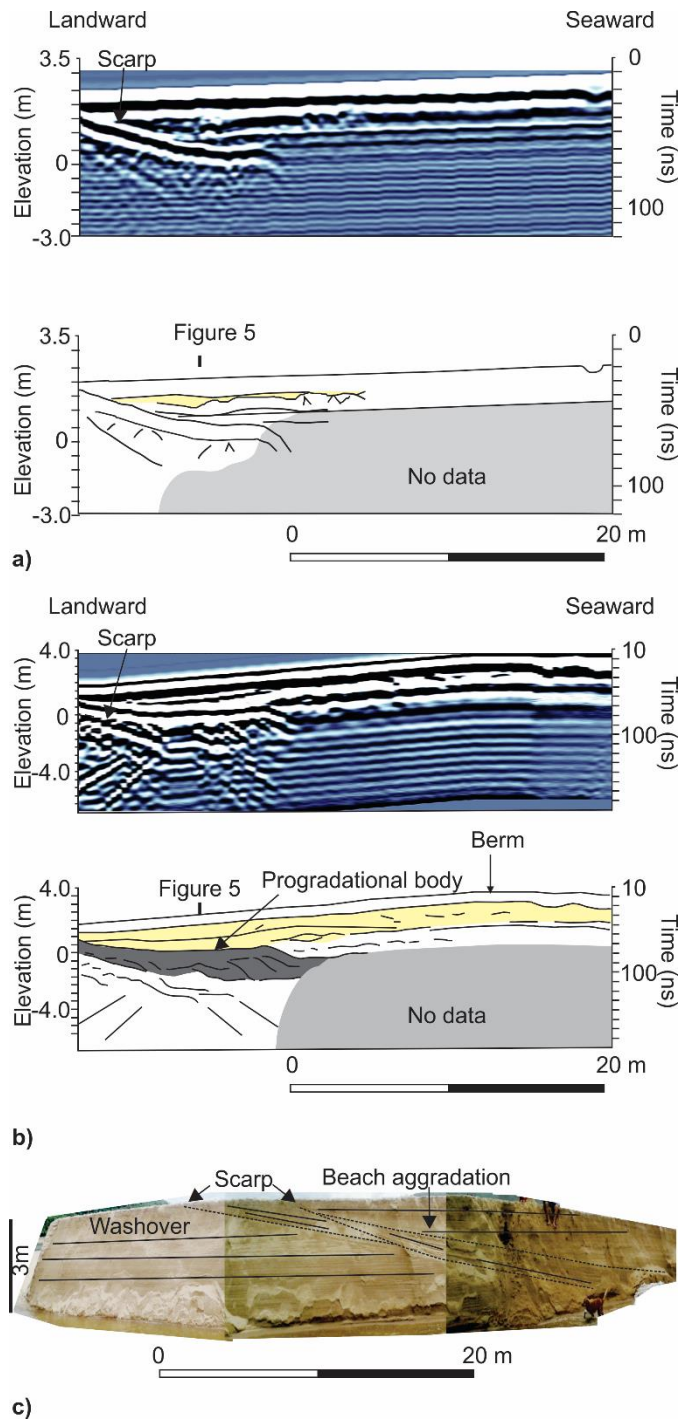 Landward Seaward
3.5 Scarp 0
Elevation (m) Time (ns)
0
100
-3.0
Figure 5
3.5 0
Elevation (m) Time (ns)
0
No data 100
-3.0
0 20 m
a)
Landward Seaward
Scarp
4.0 10
Elevation (m) Time (ns)
0
100
-4.0
Berm
Figure 5 Progradational body
4.0 10
Elevation (m) Time (ns)
0
100
-4.0 No data
0 20 m
b)
Scarp Beach aggradation
Washover
3m
0 20 m
c)